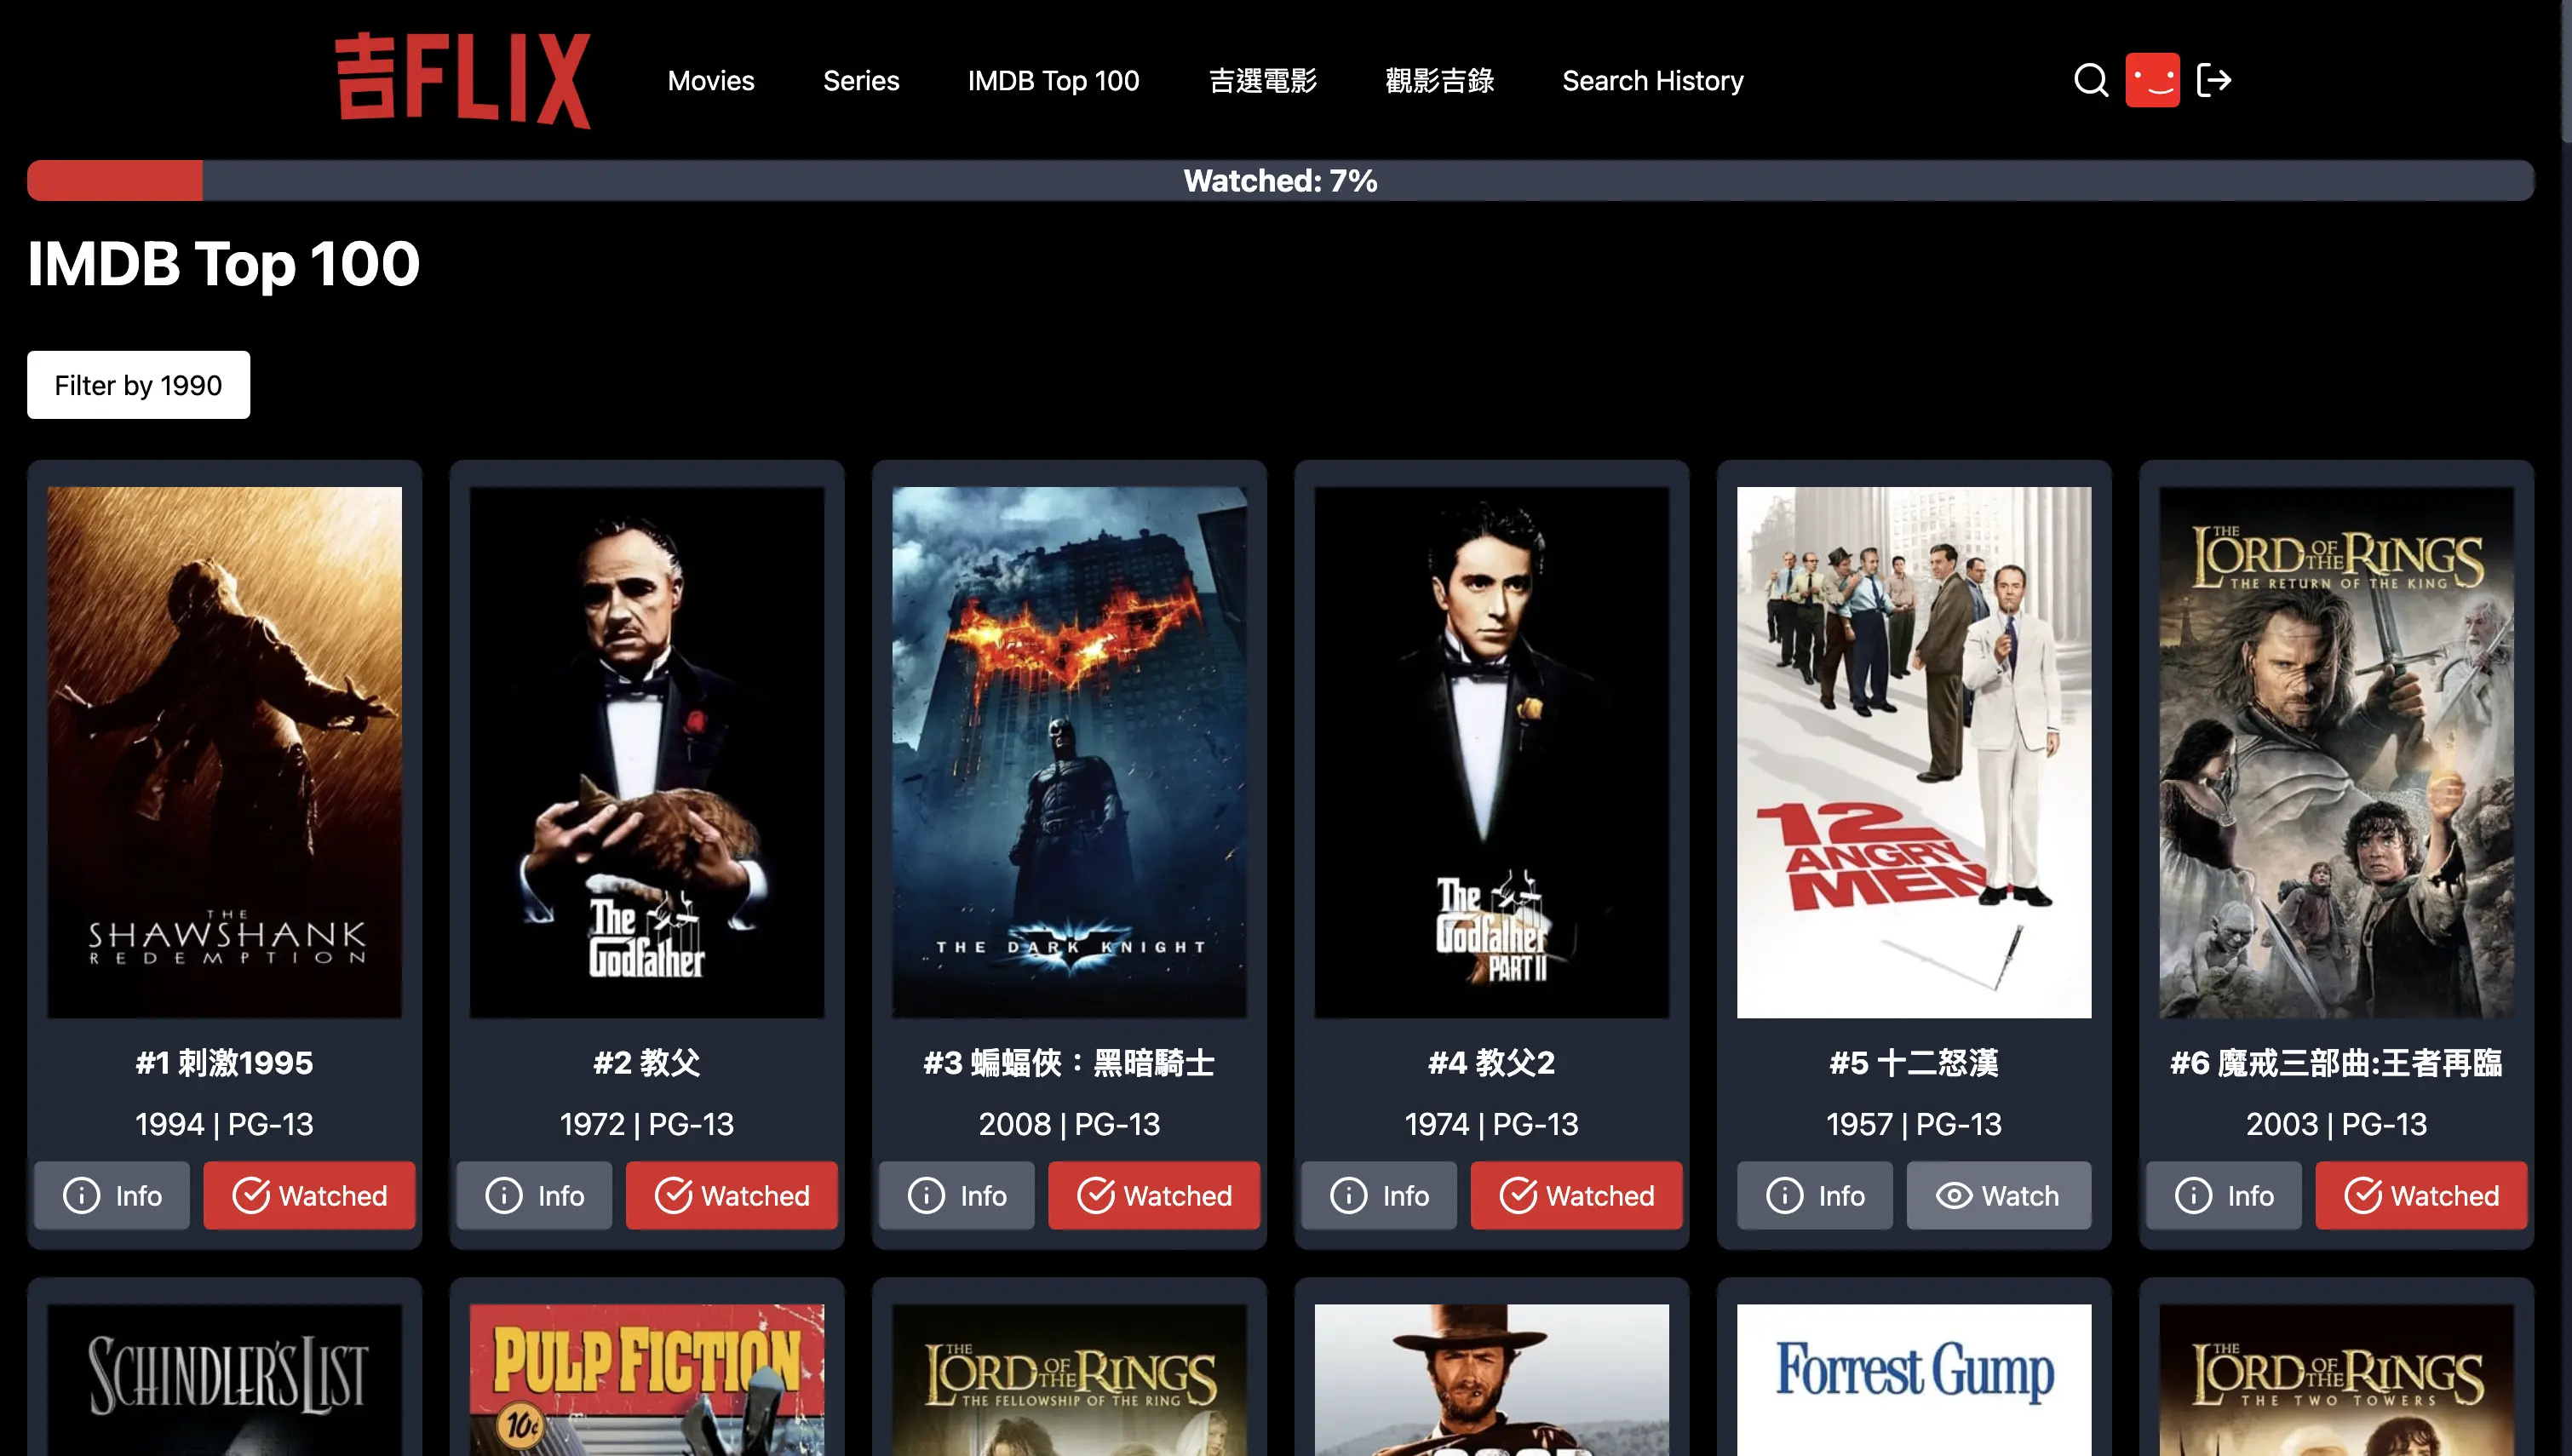 吉FLIX
Movies
Series
IMDB Top 100
吉選電影
觀影吉錄
Search History
Watched: 7%
IMDB Top 100
Filter by 1990
THE
SHAWSHANK
REDEMPTION
The
Godfather
THE DARK KNIGHT
The
Godfather
PART II
12
ANGRY
MEN
THE
LORD OF THE RINGS
THE RETURN OF THE KING
#1 刺激1995
#2 教父
#3 蝙蝠俠：黑暗騎士
#4 教父2
#5 十二怒漢
#6 魔戒三部曲:王者再臨
1994 | PG-13
1972 | PG-13
2008 | PG-13
1974 | PG-13
1957 | PG-13
2003 | PG-13
Info
Watched
Info
Watched
Info
Watched
Info
Watched
Info
Watch
Info
Watched
SCHINDLER'S LIST
PULP FICTION
10¢
THE
LORD OF THE RINGS
THE FELLOWSHIP OF THE RING
Forrest Gump
THE
LORD OF THE RINGS
THE TWO TOWERS